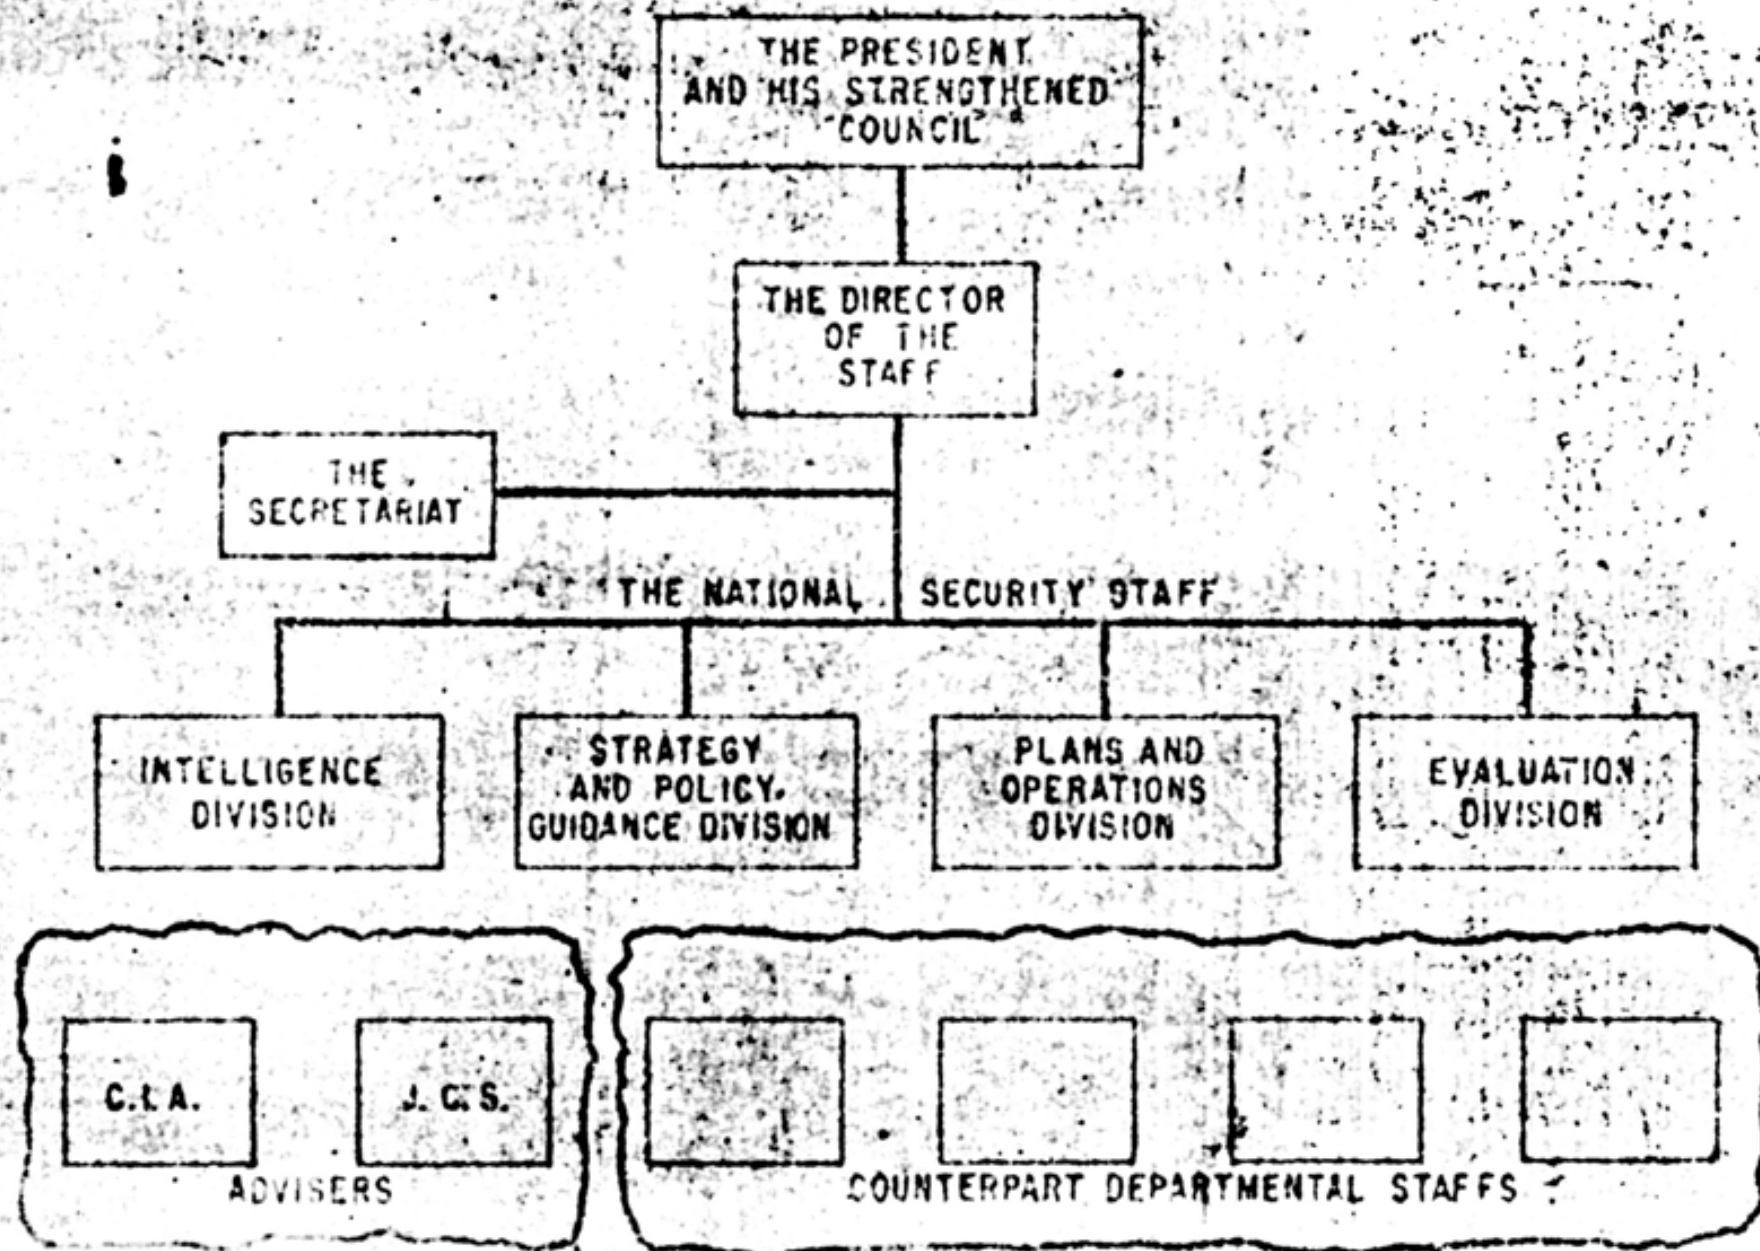 THE PRESIDENT
AND HIS STRENGTHENED
"COUNCIL"
THE DIRECTOR
OF THE
STAFF
THE
SECRETARIAT
THE NATIONAL SECURITY STAFF
INTELLIGENCE
DIVISION
STRATEGY
AND POLICY
GUIDANCE DIVISION
PLANS AND
OPERATIONS
DIVISION
EVALUATION
DIVISION
C.I.A.
J.C.S.
ADVISERS
COUNTERPART DEPARTMENTAL STAFFS